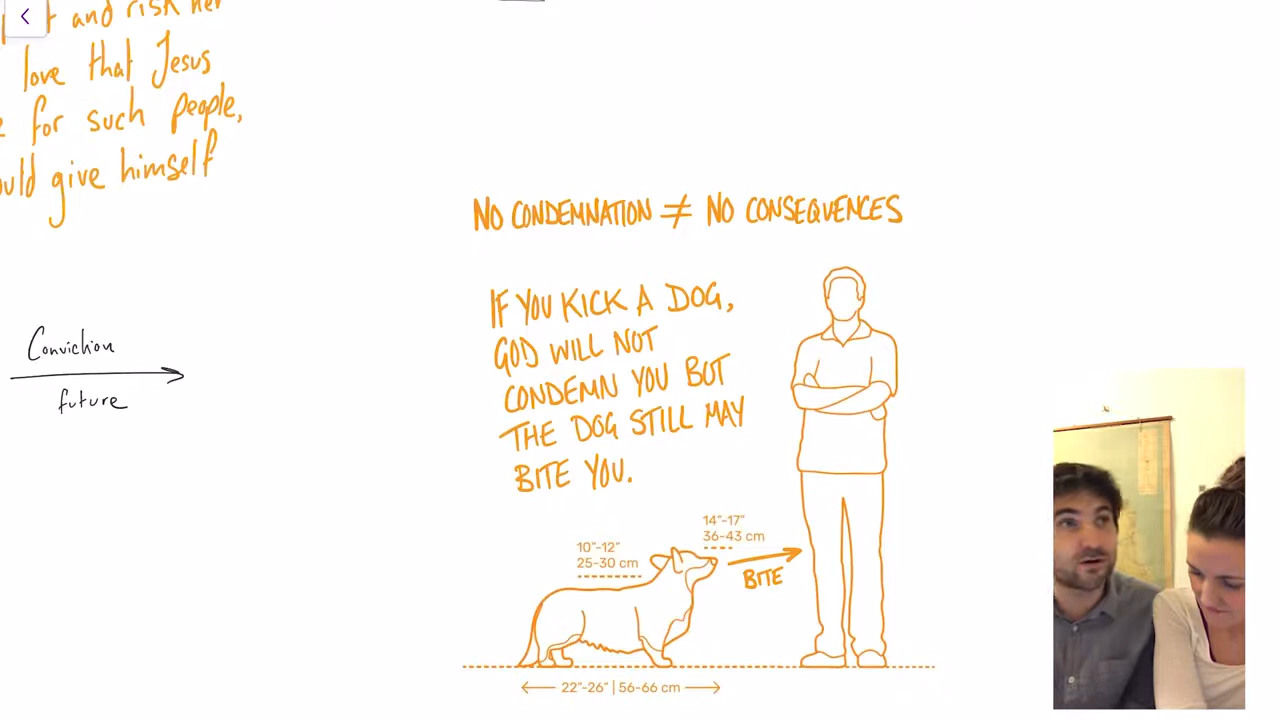 and risk her
love that Jesus
for such people,
give himself
Conviction
future
NO CONDEMNATION ≠ NO CONSEQUENCES
IF YOU KICK A DOG,
GOD WILL NOT
CONDEMN YOU BUT
THE DOG STILL MAY
BITE YOU.
14"-17"
36-43 cm
10"-12"
25-30 cm
BITE
22"-26" | 56-66 cm